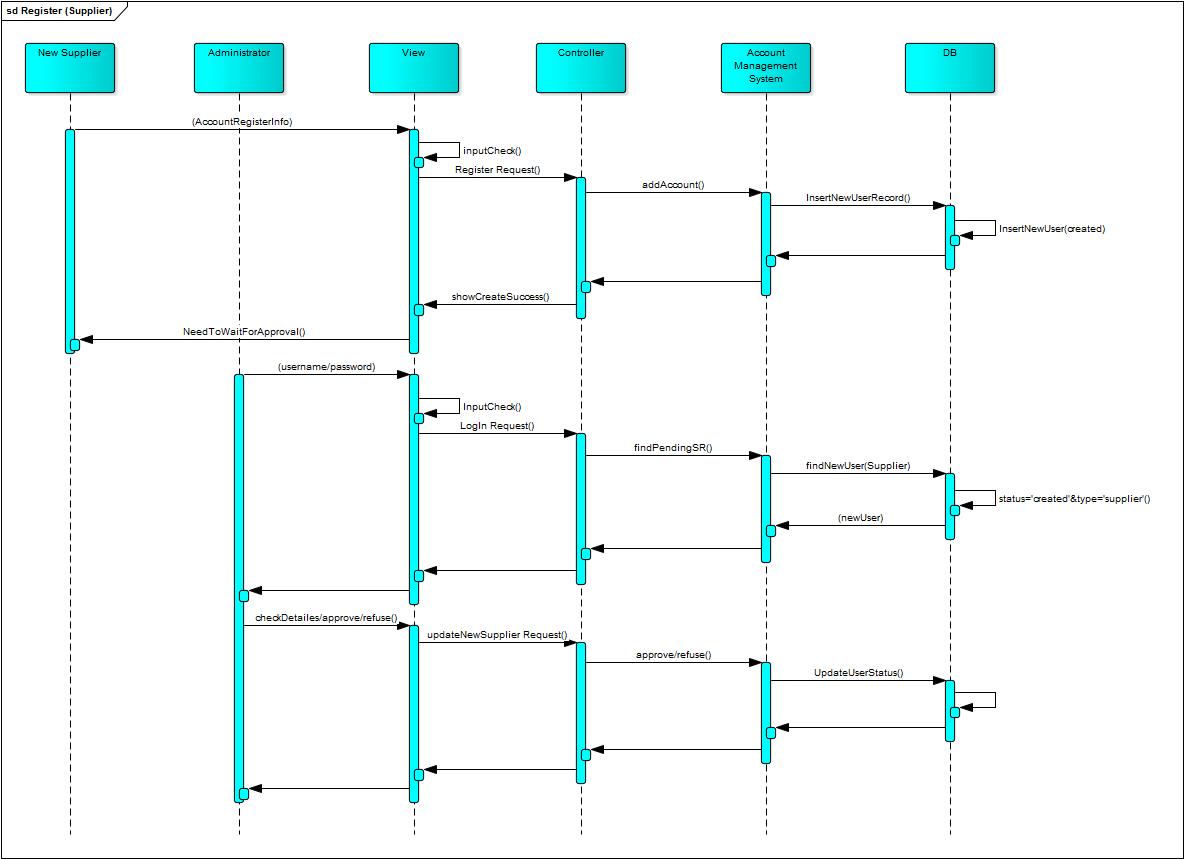 sd Register (Supplier)
New Supplier
Administrator
View
Controller
Account
Management
System
DB
(AccountRegisterInfo)
inputCheck()
Register Request()
addAccount()
InsertNewUserRecord()
InsertNewUser(created)
showCreateSuccess()
NeedToWaitForApproval()
(username/password)
InputCheck()
LogIn Request()
findPendingSR()
findNewUser(Supplier)
status='created'&type='supplier'()
(newUser)
checkDetailes/approve/refuse()
updateNewSupplier Request()
approve/refuse()
UpdateUserStatus()